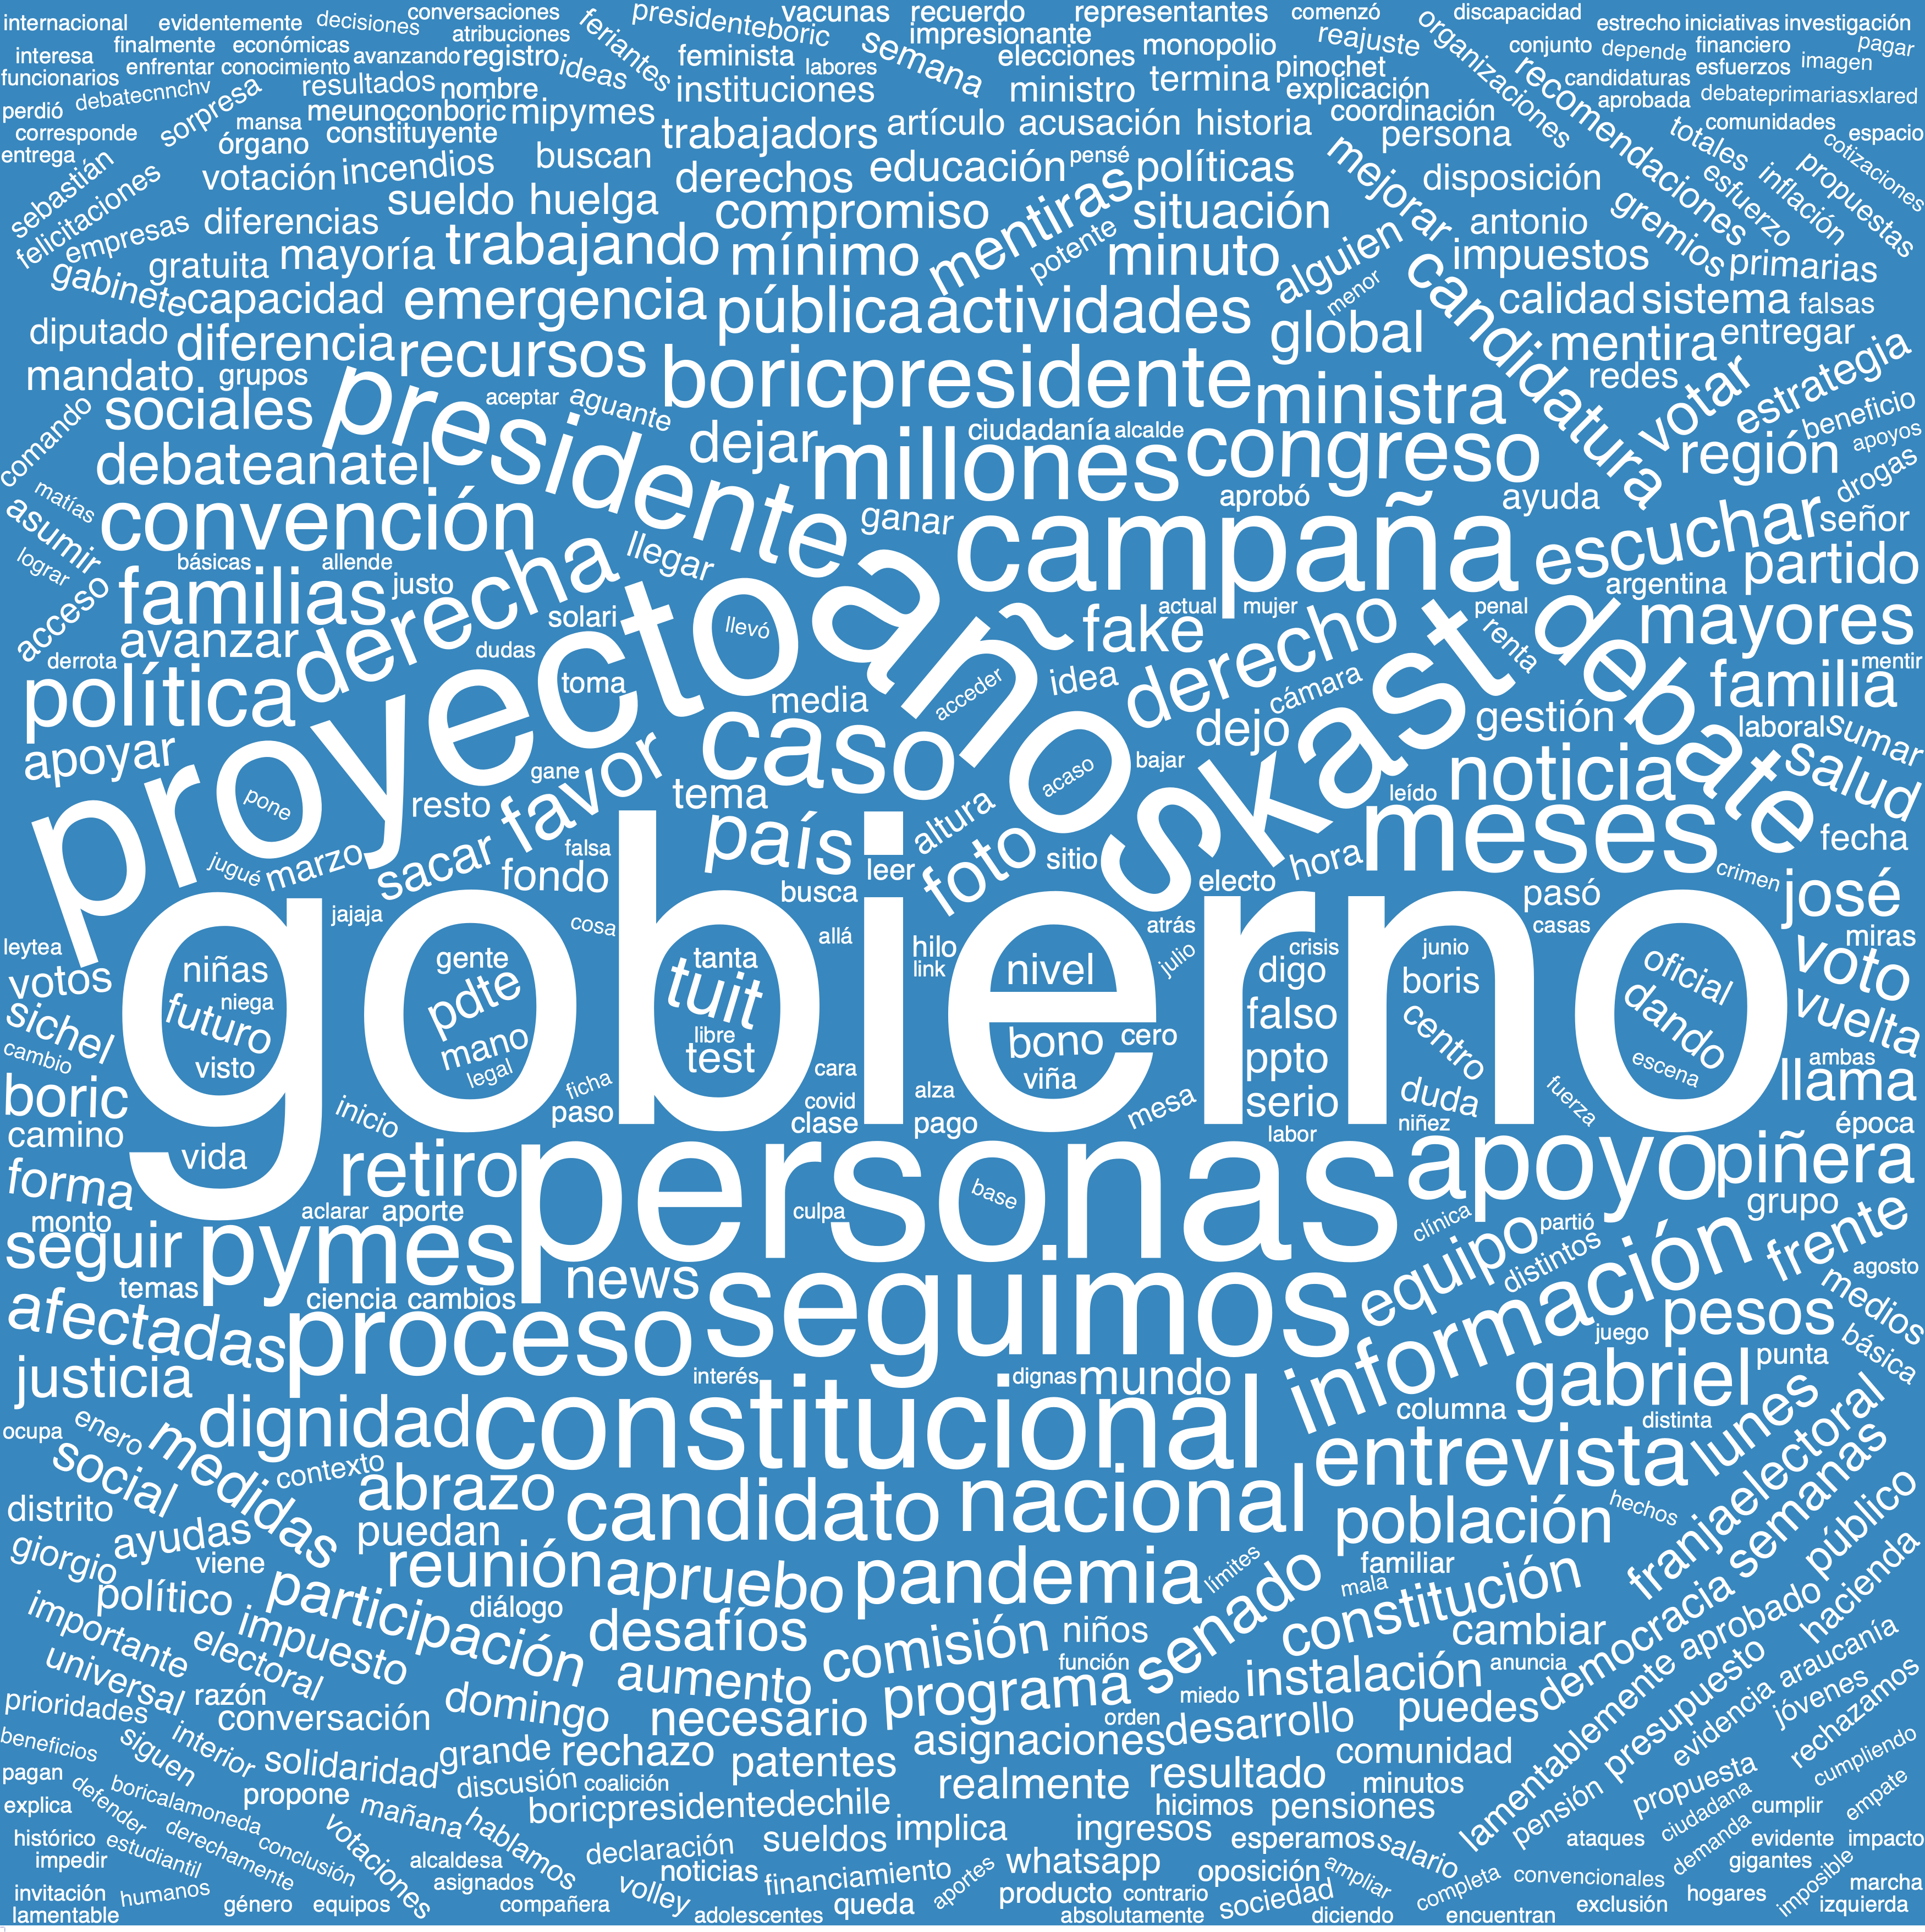 internacional evidentemente decisiones conversaciones feriantes presidenteboric vacunas recuerdo representantes comenzó discapacidad estrecho iniciativas investigación
interesa finalmente económicas atribuciones impresionante reajuste organizaciones conjunto depende financiero pagar
funcionarios enfrentar conocimiento avanzando registro ideas feminista labores semana elecciones monopolio pinochet recomendaciones candidaturas esfuerzos imagen
perdió debatecnnchv sorpresa resultados nombre instituciones ministro termina explicación aprobada debateprimariasxlared
corresponde mansa meunoconboric mipymes trabajadors artículo acusación historia coordinación totales comunidades espacio
entrega órgano constituyente buscan persona cotizaciones
sebastián votación incendios derechos educación pensé políticas mejorar disposición esfuerzo inflación propuestas
felicitaciones empresas diferencias sueldo huelga compromiso mentiras situación antonio gremios
gabinete gratuita mayoría trabajando mínimo potente minuto alguien impuestos primarias
capacidad emergencia pública actividades menor candidatura calidad sistema falsas
diputado diferencia recursos global mentira entregar
mandato grupos presidente aceptar aguante boricpresidente ministra redes votar estrategia
comando sociales dejar ciudadanía alcalde beneficio
debateanatel millones congreso región apoyos
matías asumir convención ganar aprobó ayuda drogas
lograr básicas allende llegar campaña escuchar señor
acceso familias justo derecha año argentina partido
avanzar solari llevó fake actual mujer penal debate mayores
derrota dudas renta mentir
política toma media acceder idea derecho cámara familia
apoyar proyecto caso dejo skast gestión laboral sumar
gane favor bajar noticia salud
pone resto tema altura acaso leído
jugué marzo sacar falsa país foto sitio hora meses fecha
fondo busca leer electo pasó crimen josé
jajaja cosa allá atrás casas
leytea gobierno gente tanta hilo crisis junio miras
votos niñas pdte tuit link nivel julio digo boris oficial voto
sichel futuro niega mano libre bono cero falso centro dando vuelta
cambio visto legal test viña ppto escena ambas
boric ficha cara alza serio duda fuerza llama
camino inicio paso covid clase pago mesa labor niñez época
vida retiro personas apoyo piñera
forma base clínica grupo
monto aclarar aporte culpa partió
seguir pymes news seguimos equipo distintos información frente agosto
temas ciencia cambios medios
afectadas proceso juego pesos básica
justicia interés dignas mundo gabriel punta
ocupa enero dignidad constitucional columna distinta lunes
social medidas contexto abrazo entrevista franjaelectoral
distrito candidato nacional población hechos semanas
giorgio ayudas puedan público
viene reunión apruebo pandemia límites familiar
político participación diálogo mala constitución hacienda
importante impuesto desafíos comisión niños senado cambiar democracia aprobado
universal electoral aumento función instalación anuncia araucanía
prioridades razón domingo programa miedo lamentablemente presupuesto jóvenes
conversación necesario orden puedes evidencia
beneficios siguen interior grande rechazo asignaciones desarrollo rechazamos
pagan solidaridad discusión coalición patentes comunidad cumpliendo
defender boricalamoneda propone realmente resultado minutos propuesta
explica mañana boricpresidentedechile hicimos pensiones pensión cumplir empate
histórico estudiantil derechamente conclusión votaciones hablamos declaración sueldos implica ingresos esperamos salario ataques ciudadana evidente impacto
impedir alcaldesa noticias financiamiento whatsapp oposición ampliar demanda gigantes
invitación humanos asignados volley aportes producto contrario sociedad completa convencionales imposible marcha
lamentable género equipos compañera adolescentes queda absolutamente diciendo encuentran exclusión hogares izquierda